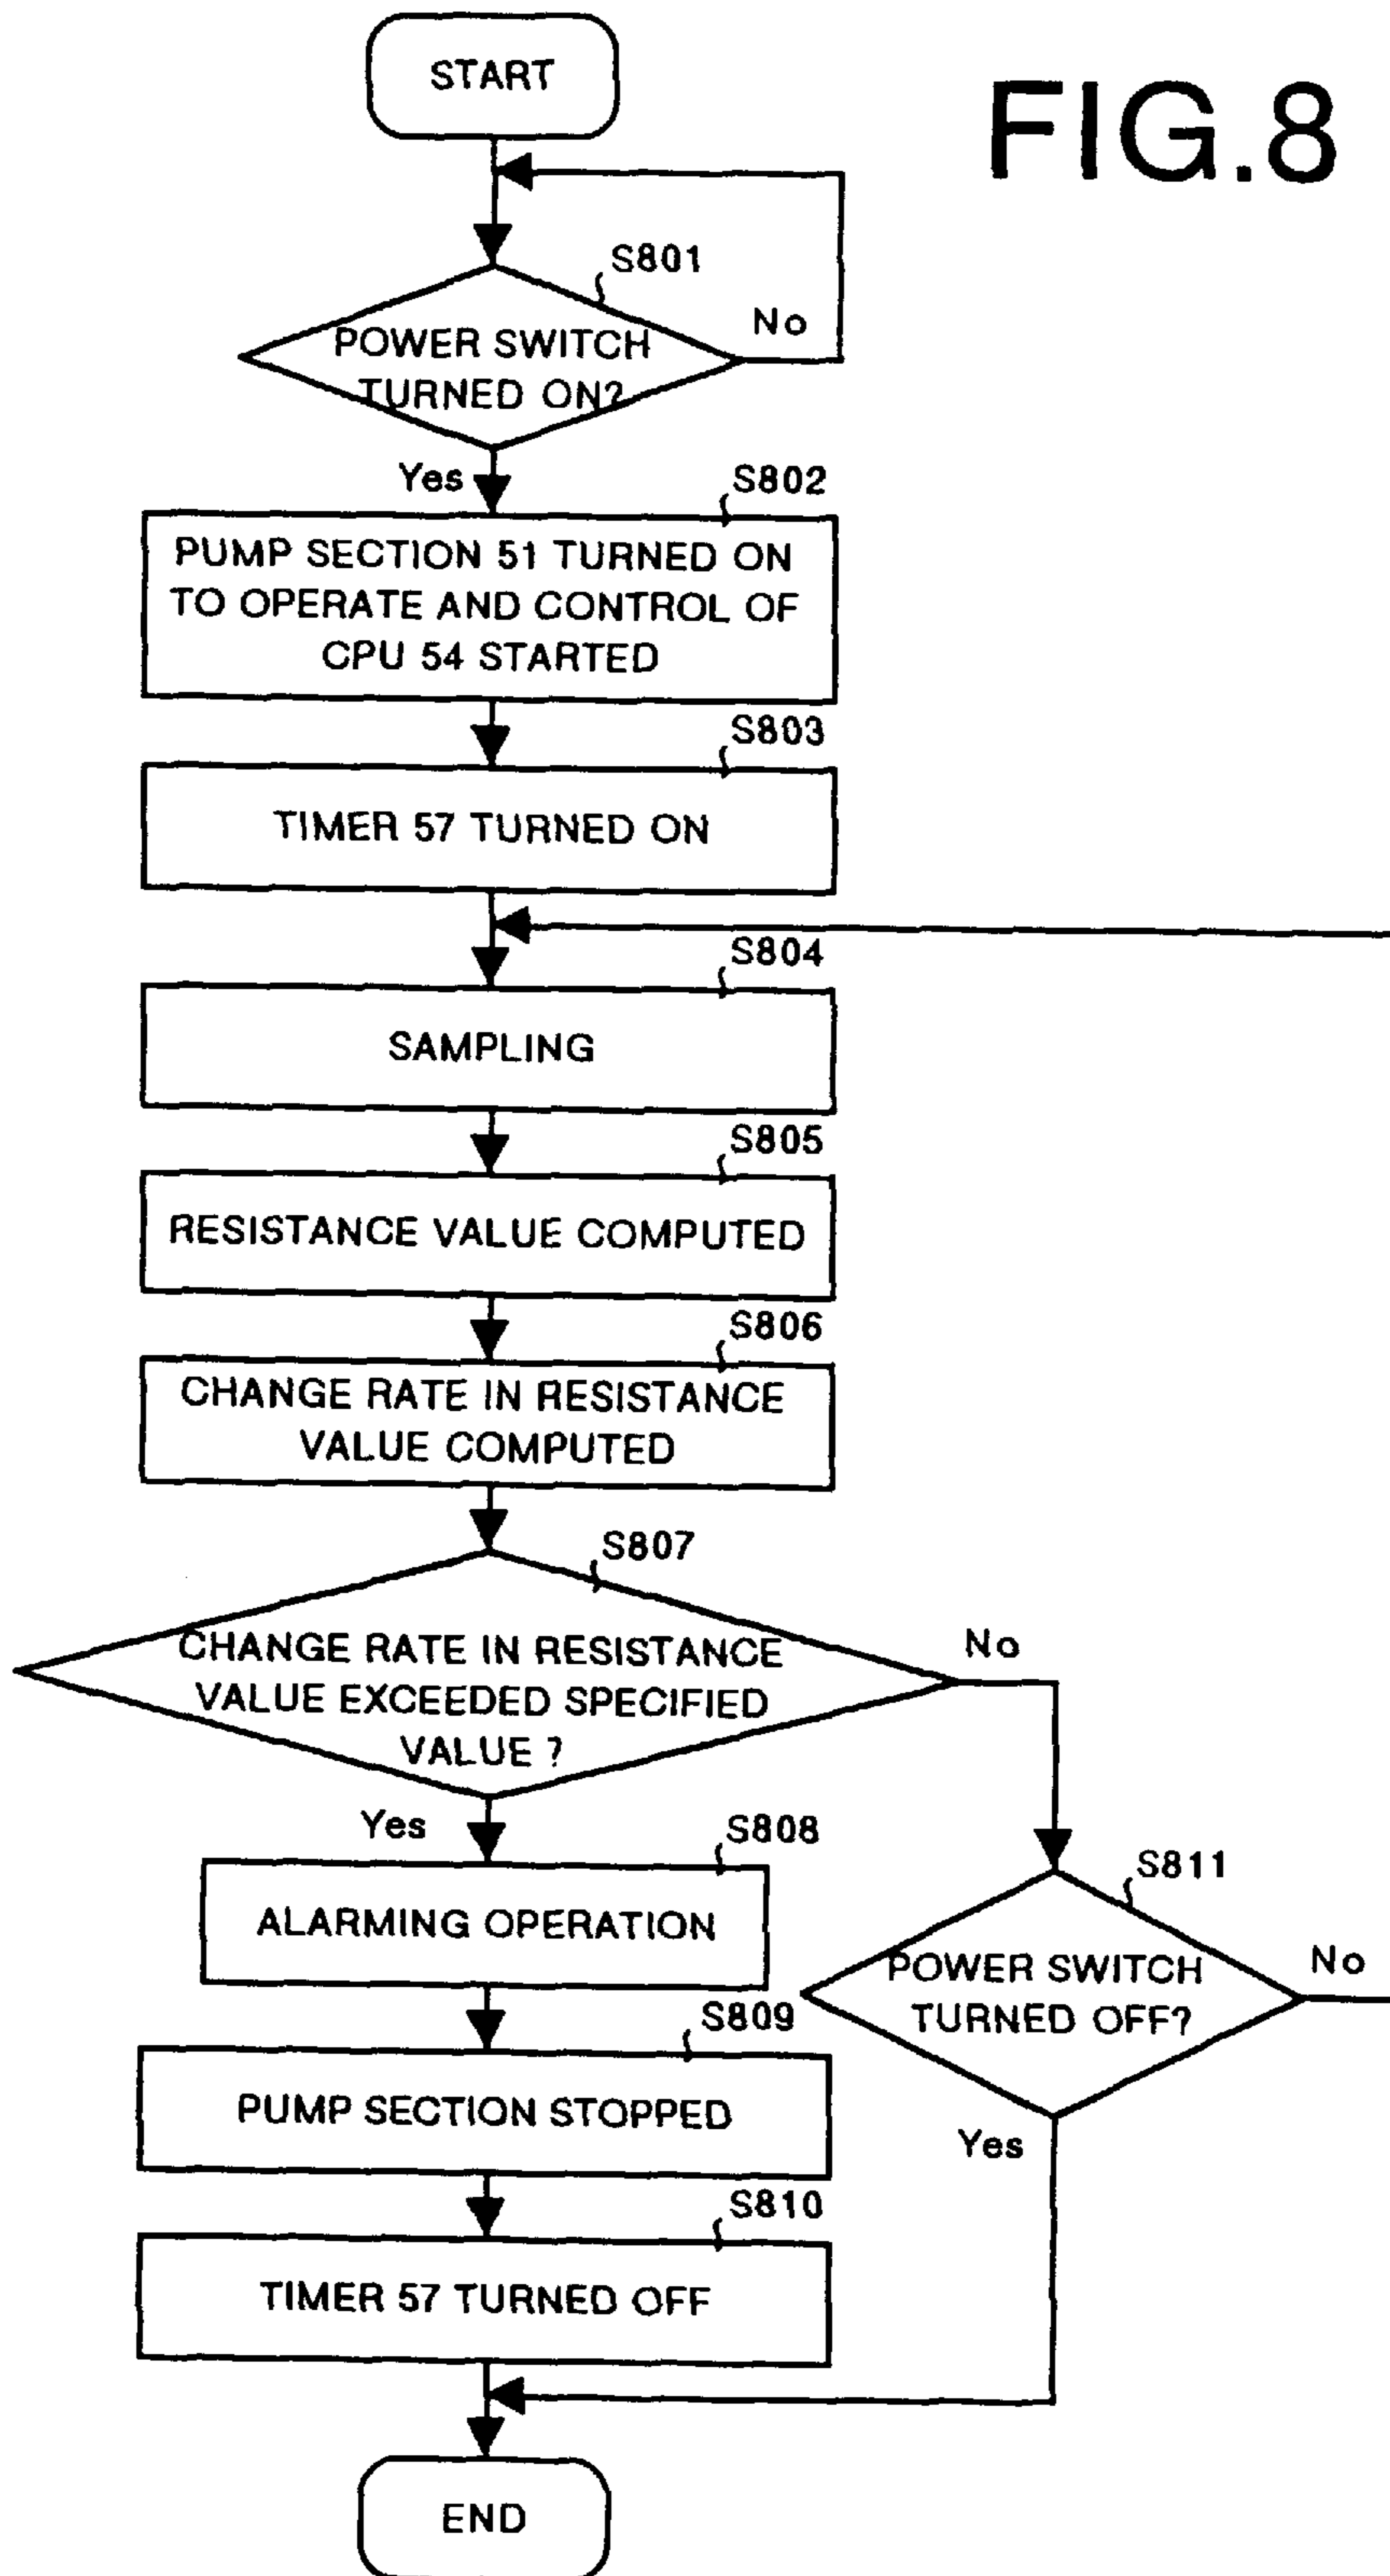 START
FIG.8
S801
POWER SWITCH
TURNED ON?
No
Yes
S802
PUMP SECTION 51 TURNED ON
TO OPERATE AND CONTROL OF
CPU 54 STARTED
S803
TIMER 57 TURNED ON
S804
SAMPLING
S805
RESISTANCE VALUE COMPUTED
S806
CHANGE RATE IN RESISTANCE
VALUE COMPUTED
S807
CHANGE RATE IN RESISTANCE
VALUE EXCEEDED SPECIFIED
VALUE ?
No
Yes
S808
ALARMING OPERATION
S811
POWER SWITCH
TURNED OFF?
No
Yes
S809
PUMP SECTION STOPPED
S810
TIMER 57 TURNED OFF
END